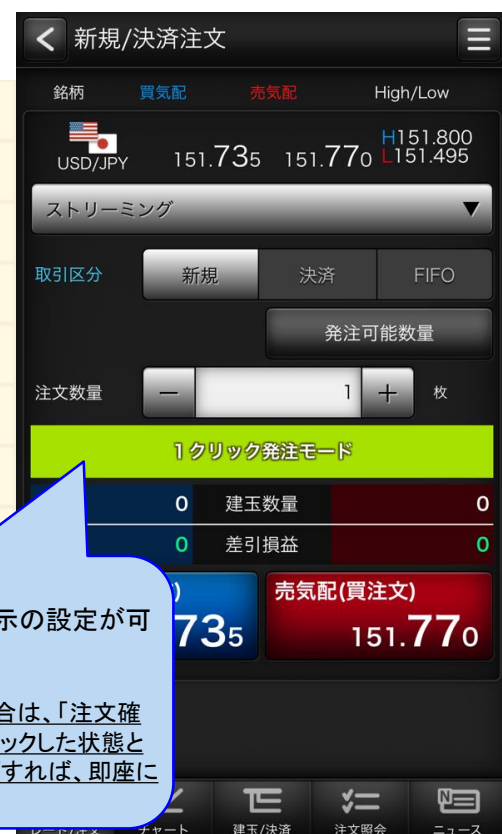 新規/決済注文
銘柄 買気配 売気配 High/Low
USD/JPY 151.735 151.770 H151.800
L151.495
ストリーミング ▼
取引区分 新規 決済 FIFO
発注可能数量
注文数量 － 1 ＋ 枚
1クリック発注モード
0 建玉数量 0
0 差引損益 0
) 売気配(買注文)
735 151.770
示の設定が可
合は、「注文確
ックした状態と
すれば、即座に
チャート 建玉/決済 注文照会 ニュース